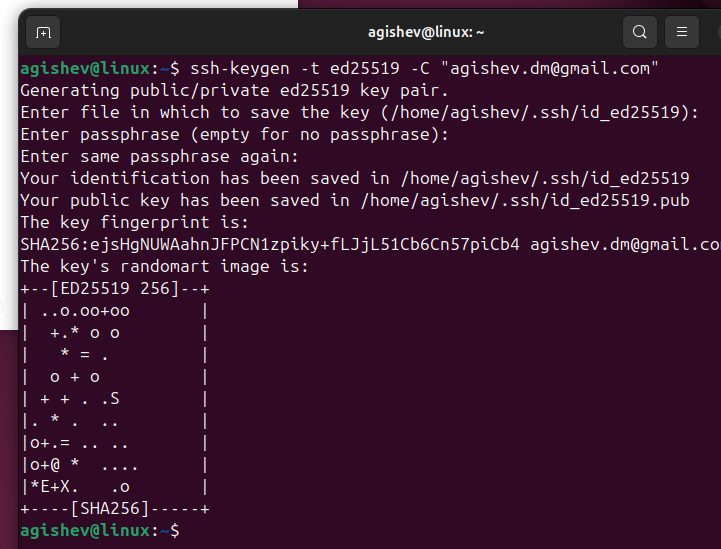 agishev@linux: ~
agishev@linux:~$ ssh-keygen -t ed25519 -C "agishev.dm@gmail.com"
Generating public/private ed25519 key pair.
Enter file in which to save the key (/home/agishev/.ssh/id_ed25519):
Enter passphrase (empty for no passphrase):
Enter same passphrase again:
Your identification has been saved in /home/agishev/.ssh/id_ed25519
Your public key has been saved in /home/agishev/.ssh/id_ed25519.pub
The key fingerprint is:
SHA256:ejsHgNUWAahnJFPCN1zpiky+fLJjL51Cb6Cn57piCb4 agishev.dm@gmail.co
The key's randomart image is:
+--[ED25519 256]--+
| ..o.oo+oo       |
|  +.* o o        |
|   * = .         |
|  o + o          |
| + + . .S        |
|. * .  ..        |
|o+.= .. ..       |
|o+@ *  ....      |
|*E+X.   .o       |
+----[SHA256]-----+
agishev@linux:~$